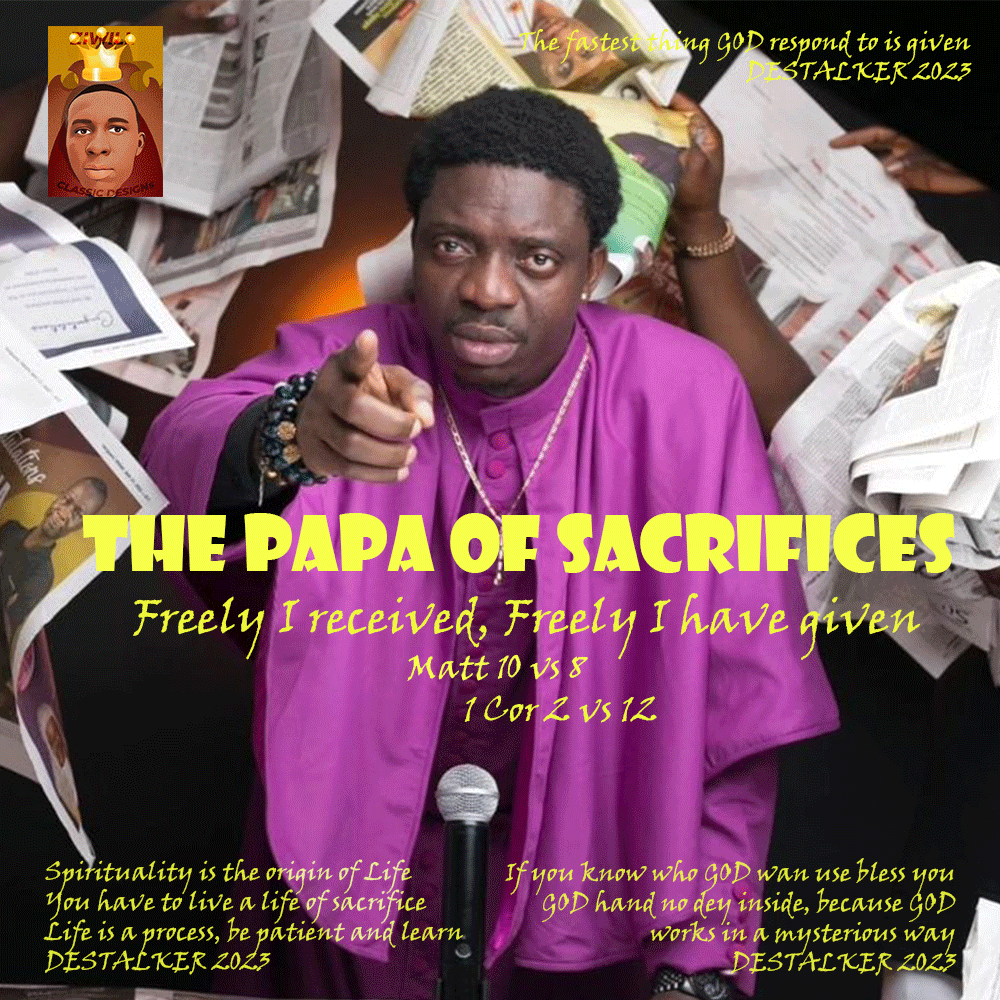 The fastest thing GOD respond to is given
DESTALKER 2023
CLASSIC DESIGNS
THE PAPA OF SACRIFICES
Freely I received, Freely I have given
Matt 10 vs 8
1 Cor 2 vs 12
Spirituality is the origin of Life
You have to live a life of sacrifice
Life is a process, be patient and learn
DESTALKER 2023
If you know who GOD wan use bless you
GOD hand no dey inside, because GOD
works in a mysterious way
DESTALKER 2023